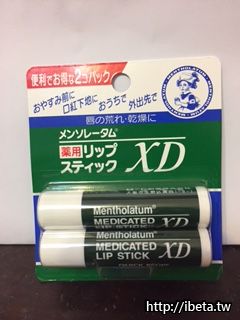 便利でお得な2コパック
おやすみ前に
口紅下地に
おうちで
外出先で
唇の荒れ・乾燥に
メンソレータム®
薬用リップ
スティック
XD
Mentholatum®
MEDICATED
LIP STICK
XD
Mentholatum®
MEDICATED
LIP STICK
XD
http://ibeta.tw